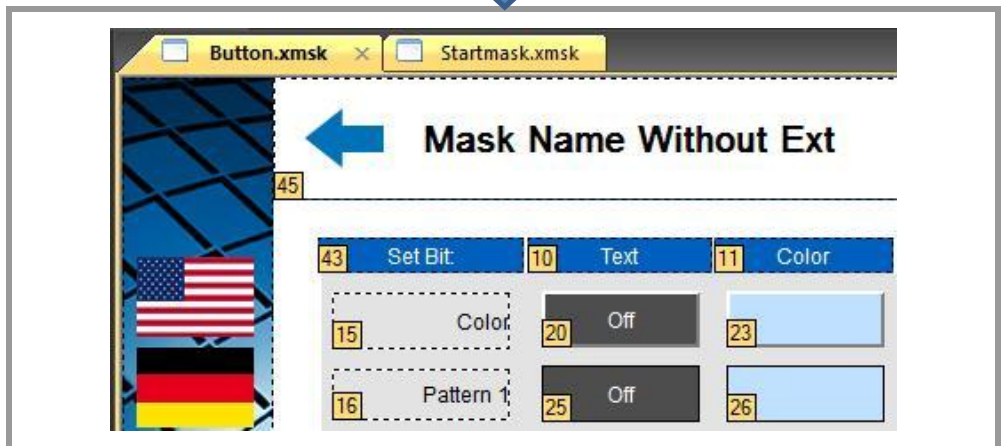 Button.xmsk Startmask.xmsk
Mask Name Without Ext
45
43 Set Bit: 10 Text 11 Color
15 Color 20 Off 23
16 Pattern 1 25 Off 26